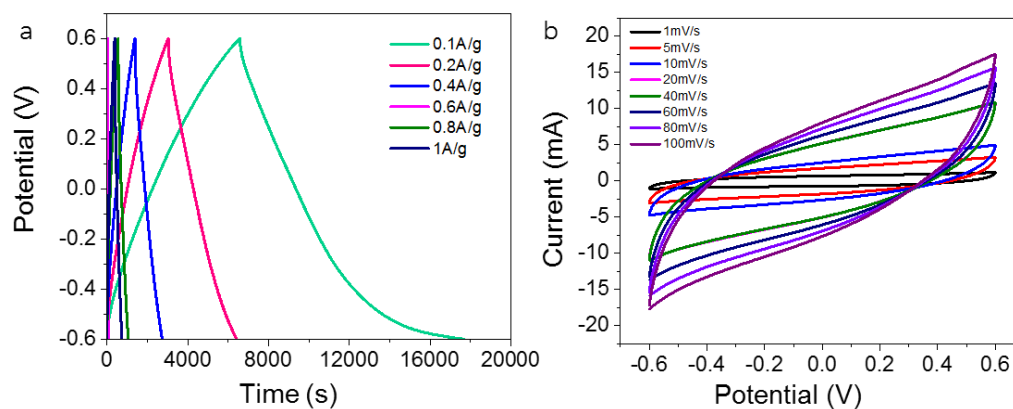 a
0.6
0.4
0.2
0.0
-0.2
-0.4
-0.6
Potential (V)
0
4000
8000
12000
16000
20000
Time (s)
0.1A/g
0.2A/g
0.4A/g
0.6A/g
0.8A/g
1A/g
b
20
15
10
5
0
-5
-10
-15
-20
Current (mA)
-0.6
-0.4
-0.2
0.0
0.2
0.4
0.6
Potential (V)
1mV/s
5mV/s
10mV/s
20mV/s
40mV/s
60mV/s
80mV/s
100mV/s